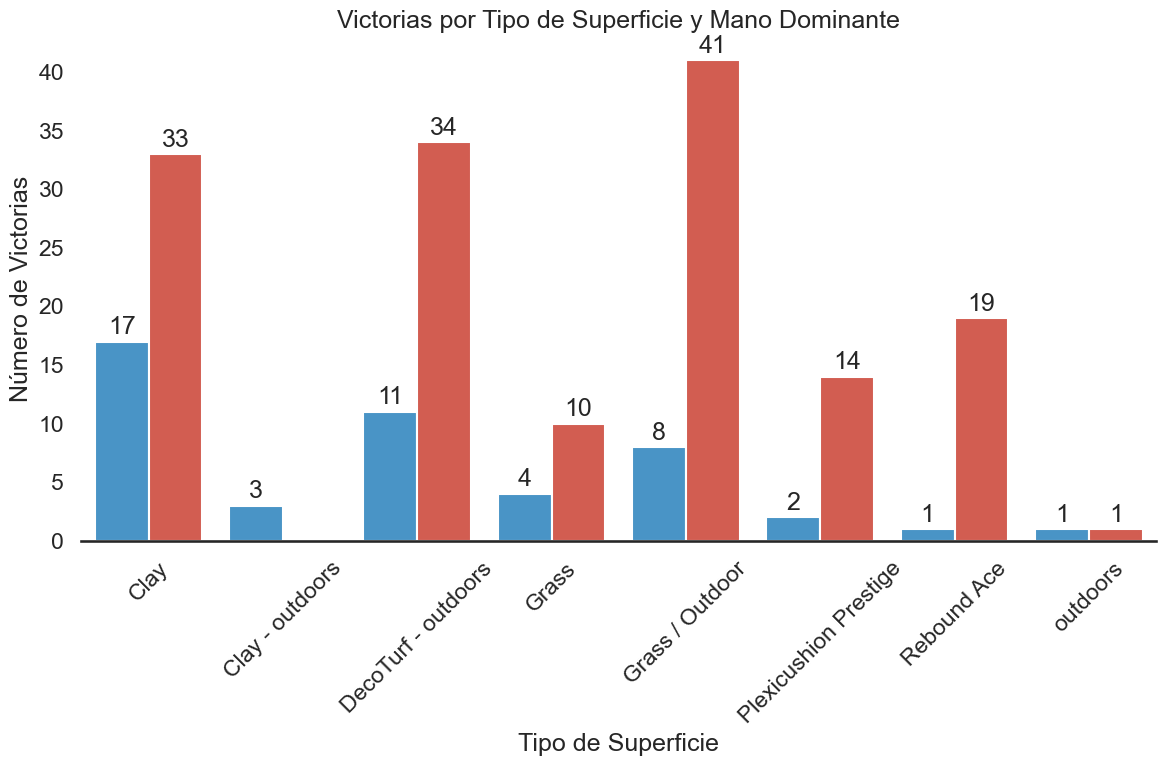 Victorias por Tipo de Superficie y Mano Dominante
Número de Victorias
40
35
30
25
20
15
10
5
0
17
33
3
11
34
4
10
8
41
2
14
1
19
1
1
Clay
Clay - outdoors
DecoTurf - outdoors
Grass
Grass / Outdoor
Plexicushion Prestige
Rebound Ace
outdoors
Tipo de Superficie